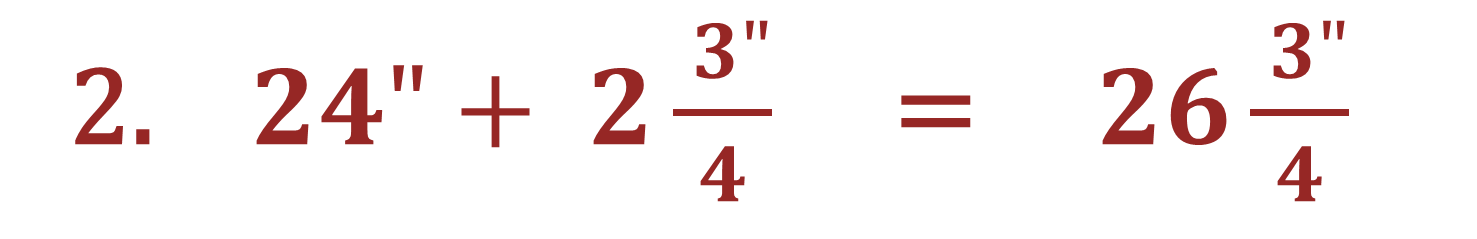 2. 24" + 2 3"/4 = 26 3"/4